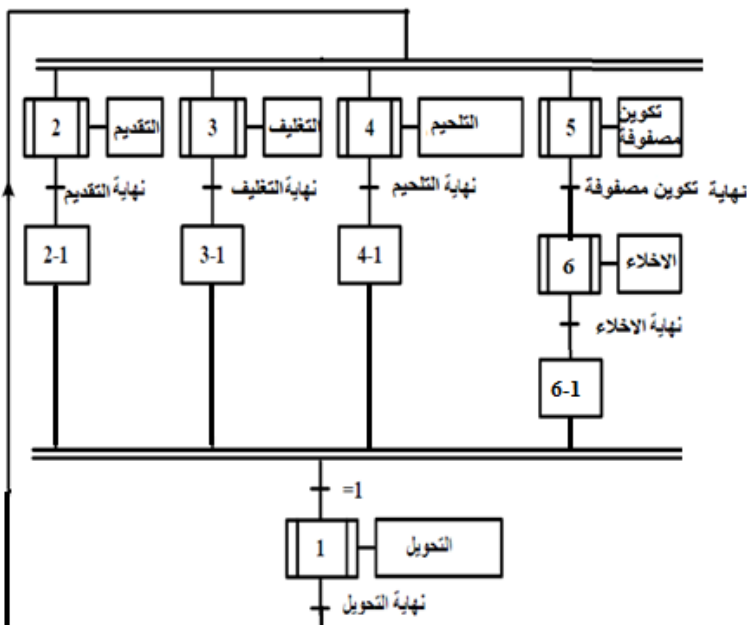 2
التقديم
3
التغليف
4
التلحيم
5
تكوين
مصفوفة
نهاية التقديم
نهاية التغليف
نهاية التلحيم
نهاية تكوين مصفوفة
2-1
3-1
4-1
6
الاخلاء
نهاية الاخلاء
6-1
=1
1
التحويل
نهاية التحويل